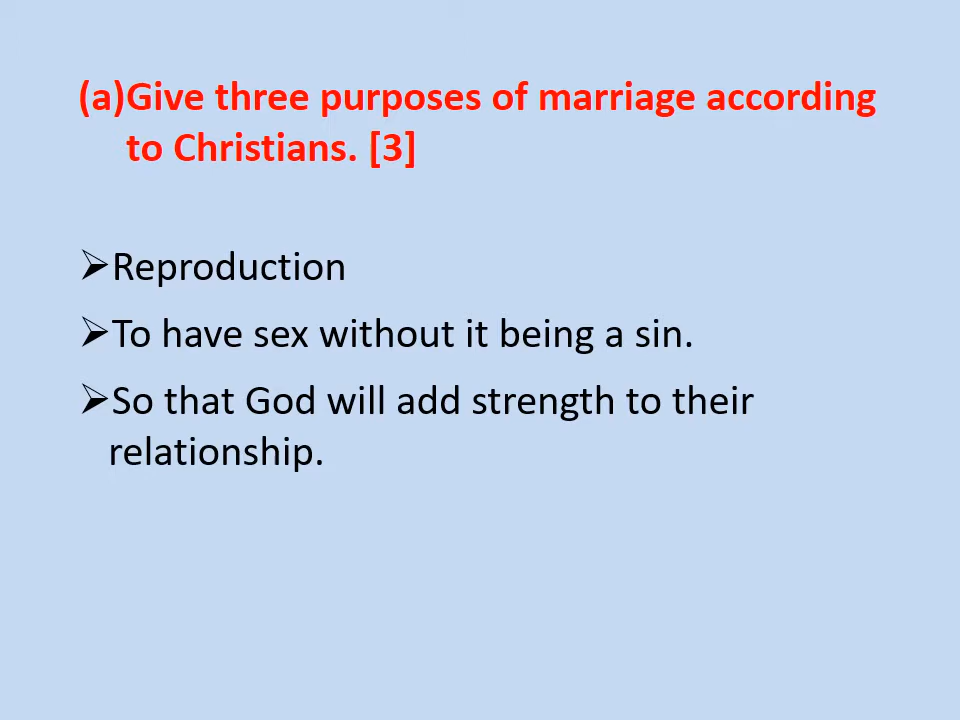 (a)Give three purposes of marriage according
to Christians. [3]
➢Reproduction
➢To have sex without it being a sin.
➢So that God will add strength to their
relationship.